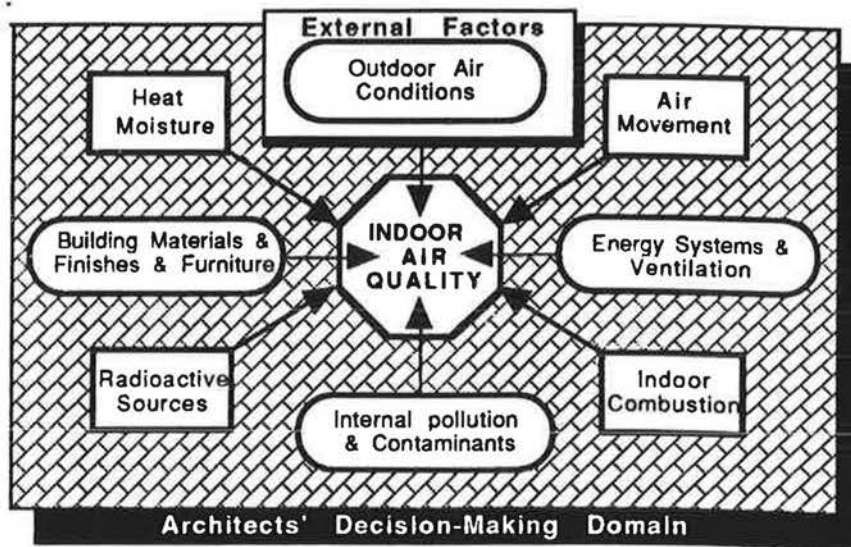 External Factors
Outdoor Air
Conditions
Heat
Moisture
Air
Movement
Building Materials &
Finishes & Furniture
INDOOR
AIR
QUALITY
Energy Systems &
Ventilation
Radioactive
Sources
Internal pollution
& Contaminants
Indoor
Combustion
Architects' Decision-Making Domain